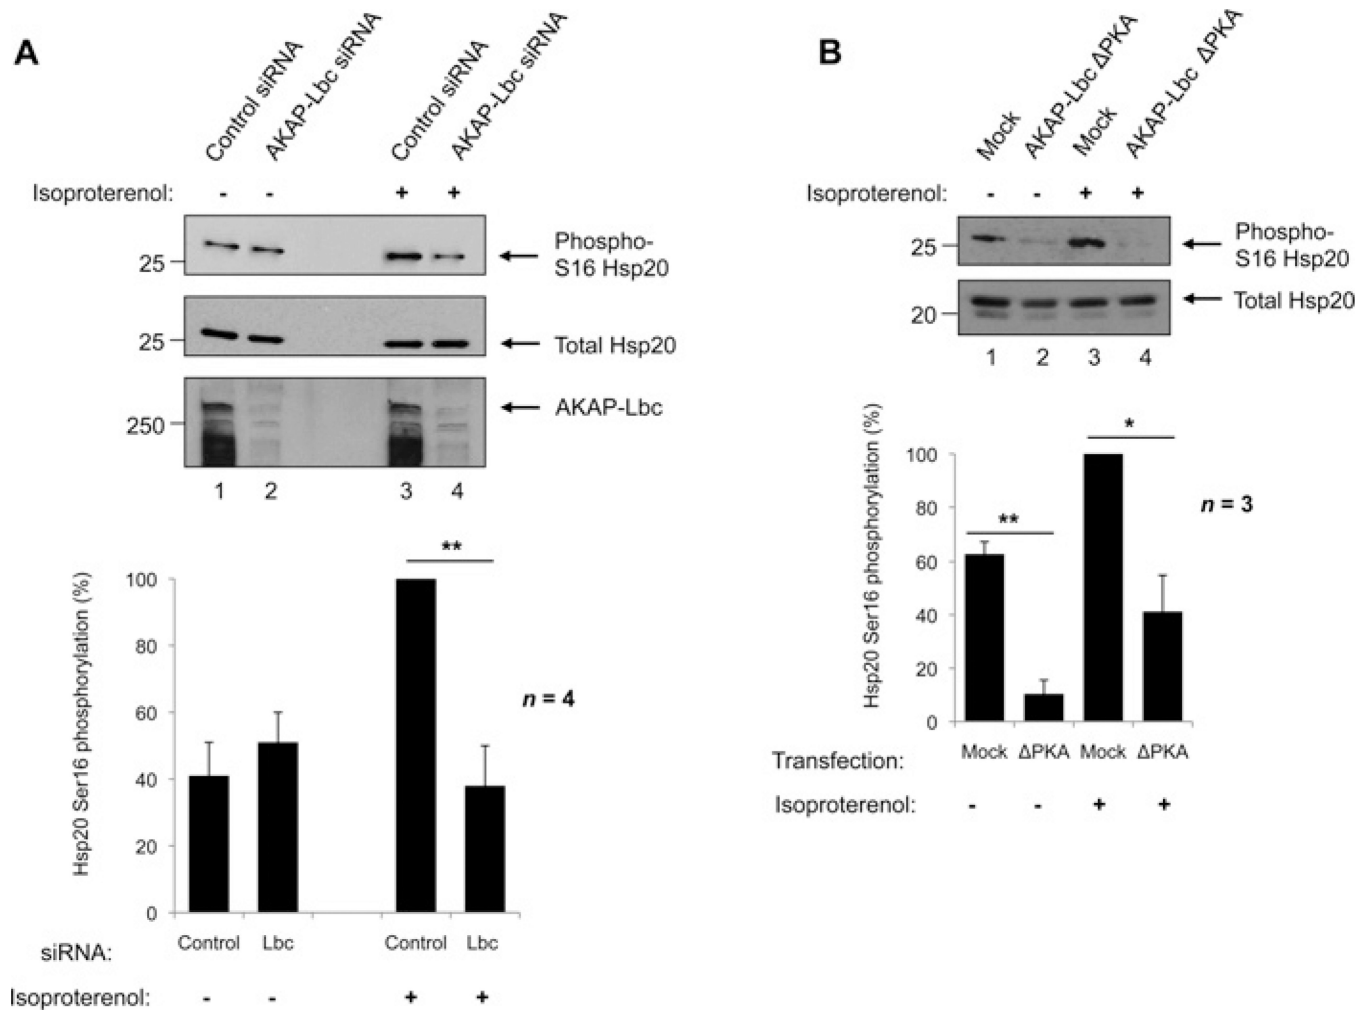 A
Control siRNA
AKAP-Lbc siRNA
Control siRNA
AKAP-Lbc siRNA
Isoproterenol: - - + +
25
Phospho-
S16 Hsp20
25
Total Hsp20
250
AKAP-Lbc
1 2 3 4
Hsp20 Ser16 phosphorylation (%)
100
80
60
40
20
0
**
n = 4
Control Lbc Control Lbc
siRNA:
Isoproterenol: - - + +
B
Mock
AKAP-Lbc ΔPKA
Mock
AKAP-Lbc ΔPKA
Isoproterenol: - - + +
25
Phospho-
S16 Hsp20
20
Total Hsp20
1 2 3 4
Hsp20 Ser16 phosphorylation (%)
100
80
60
40
20
0
**
*
n = 3
Transfection: Mock ΔPKA Mock ΔPKA
Isoproterenol: - - + +